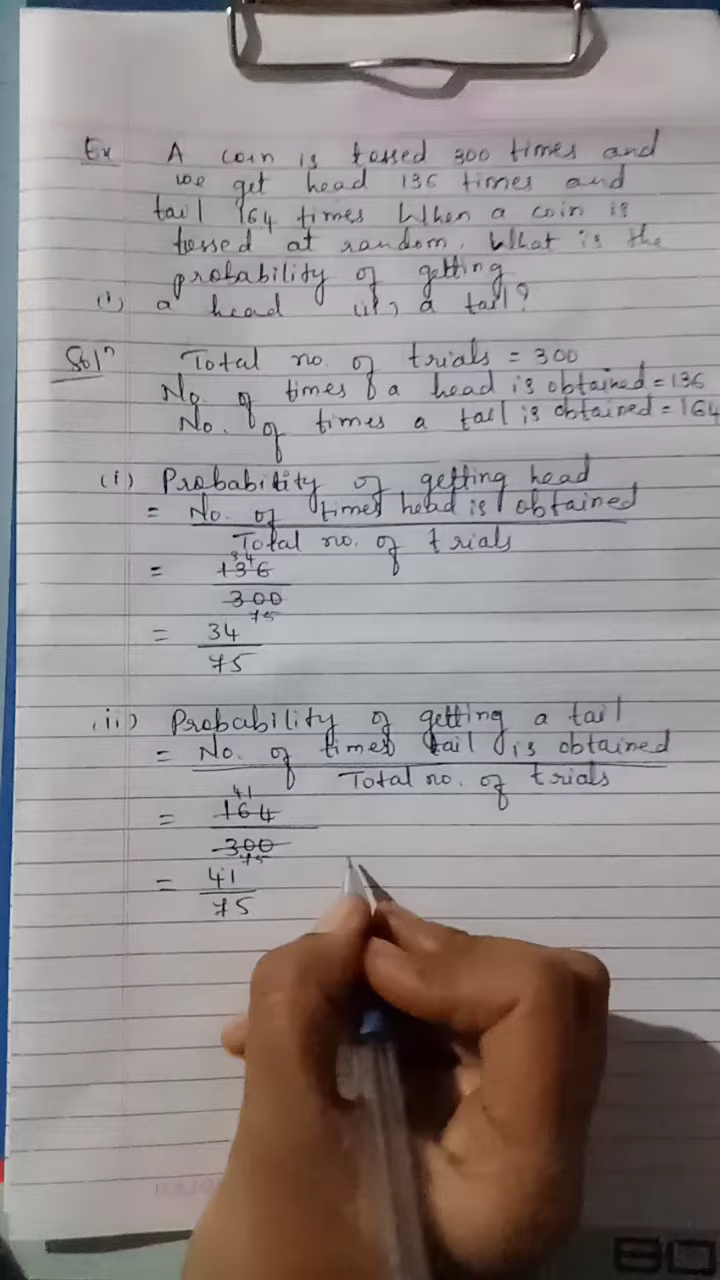 Ex A coin is tossed 300 times and
we get head 136 times and
tail 164 times When a coin is
tossed at random. What is the
probability of getting
(i) a head (ii) a tail?
Solⁿ Total no. of trials = 300
No. of times a head is obtained = 136
No. of times a tail is obtained = 164
(i) Probability of getting head
= No. of times head is obtained
Total no. of trials
34
= 136
300
75
= 34
75
(ii) Probability of getting a tail
= No. of times tail is obtained
Total no. of trials
41
= 164
300
75
= 41
75